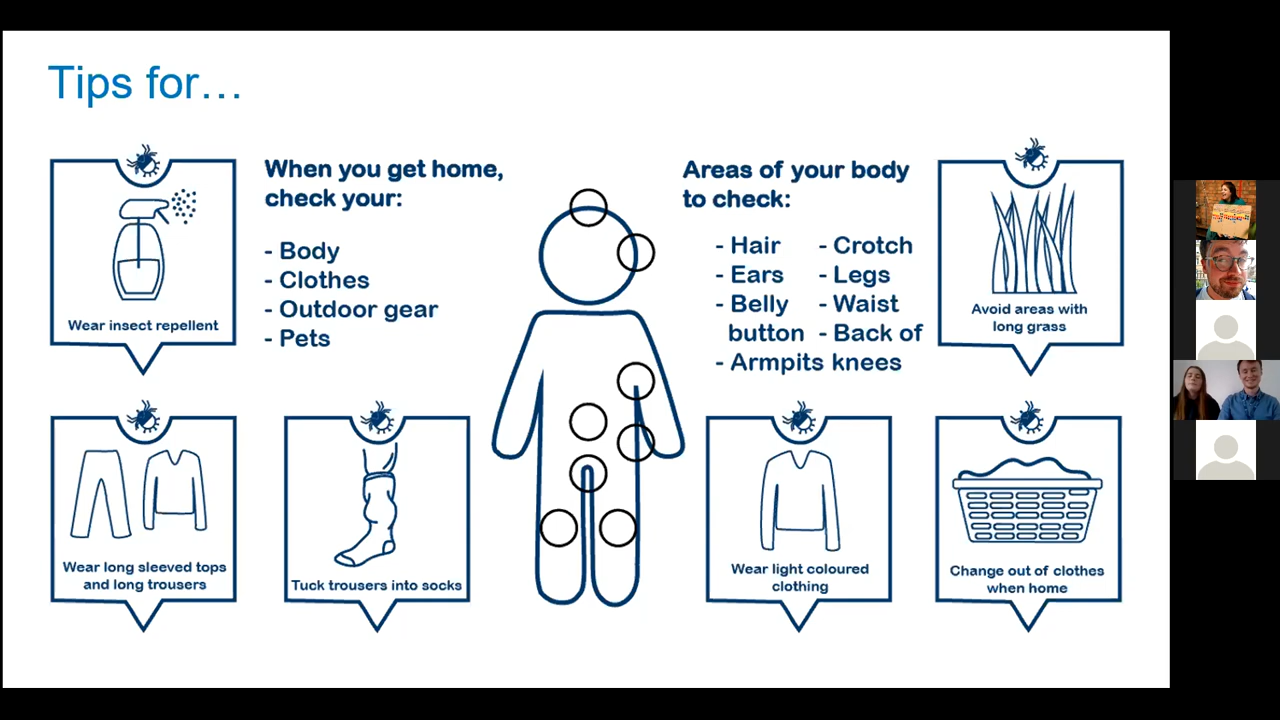 Tips for…
When you get home,
check your:
- Body
- Clothes
- Outdoor gear
- Pets
Areas of your body
to check:
- Hair
- Ears
- Belly
button
- Armpits
- Crotch
- Legs
- Waist
- Back of
knees
Wear insect repellent
Avoid areas with
long grass
Wear long sleeved tops
and long trousers
Tuck trousers into socks
Wear light coloured
clothing
Change out of clothes
when home